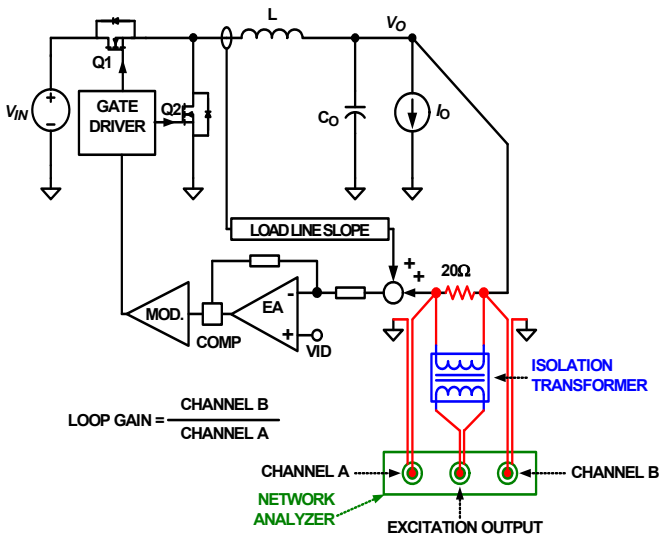 L
VO
Q1
VIN
+
−
GATE
DRIVER
Q2
CO
IO
LOAD LINE SLOPE
+
+
20Ω
MOD.
COMP
EA
-
+
VID
ISOLATION
TRANSFORMER
LOOP GAIN = CHANNEL B
CHANNEL A
CHANNEL A
CHANNEL B
NETWORK
ANALYZER
EXCITATION OUTPUT